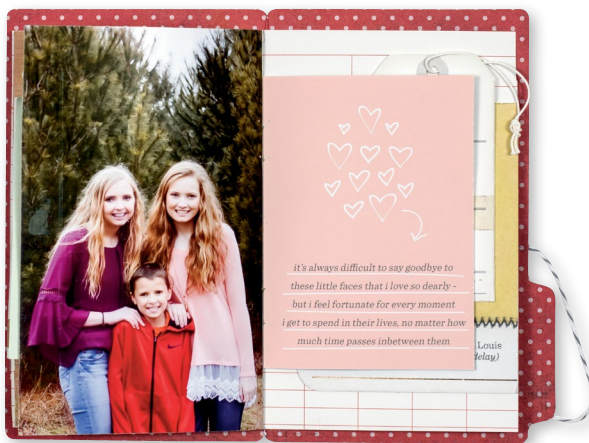 it's always difficult to say goodbye to
these little faces that i love so dearly -
but i feel fortunate for every moment
i get to spend in their lives, no matter how
much time passes inbetween them
Louis
delay)